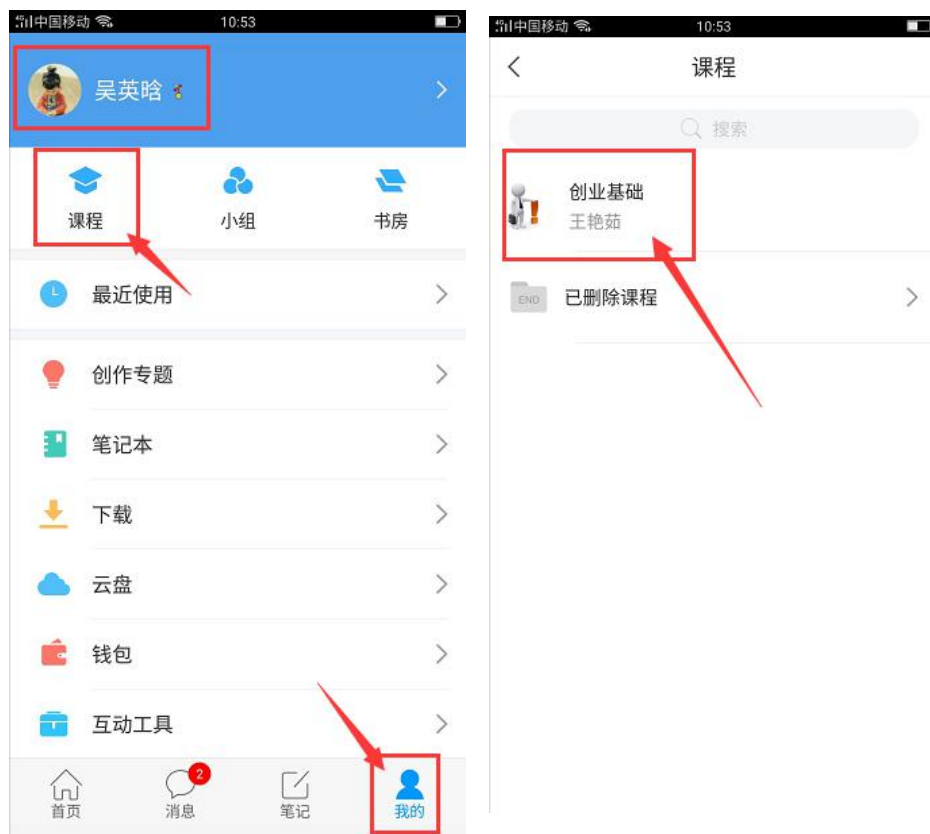 中国移动 10:53
吴英晗
课程 小组 书房
最近使用
创作专题
笔记本
下载
云盘
钱包
互动工具
2
首页 消息 笔记 我的
中国移动 10:53
课程
搜索
创业基础
王艳茹
END 已删除课程